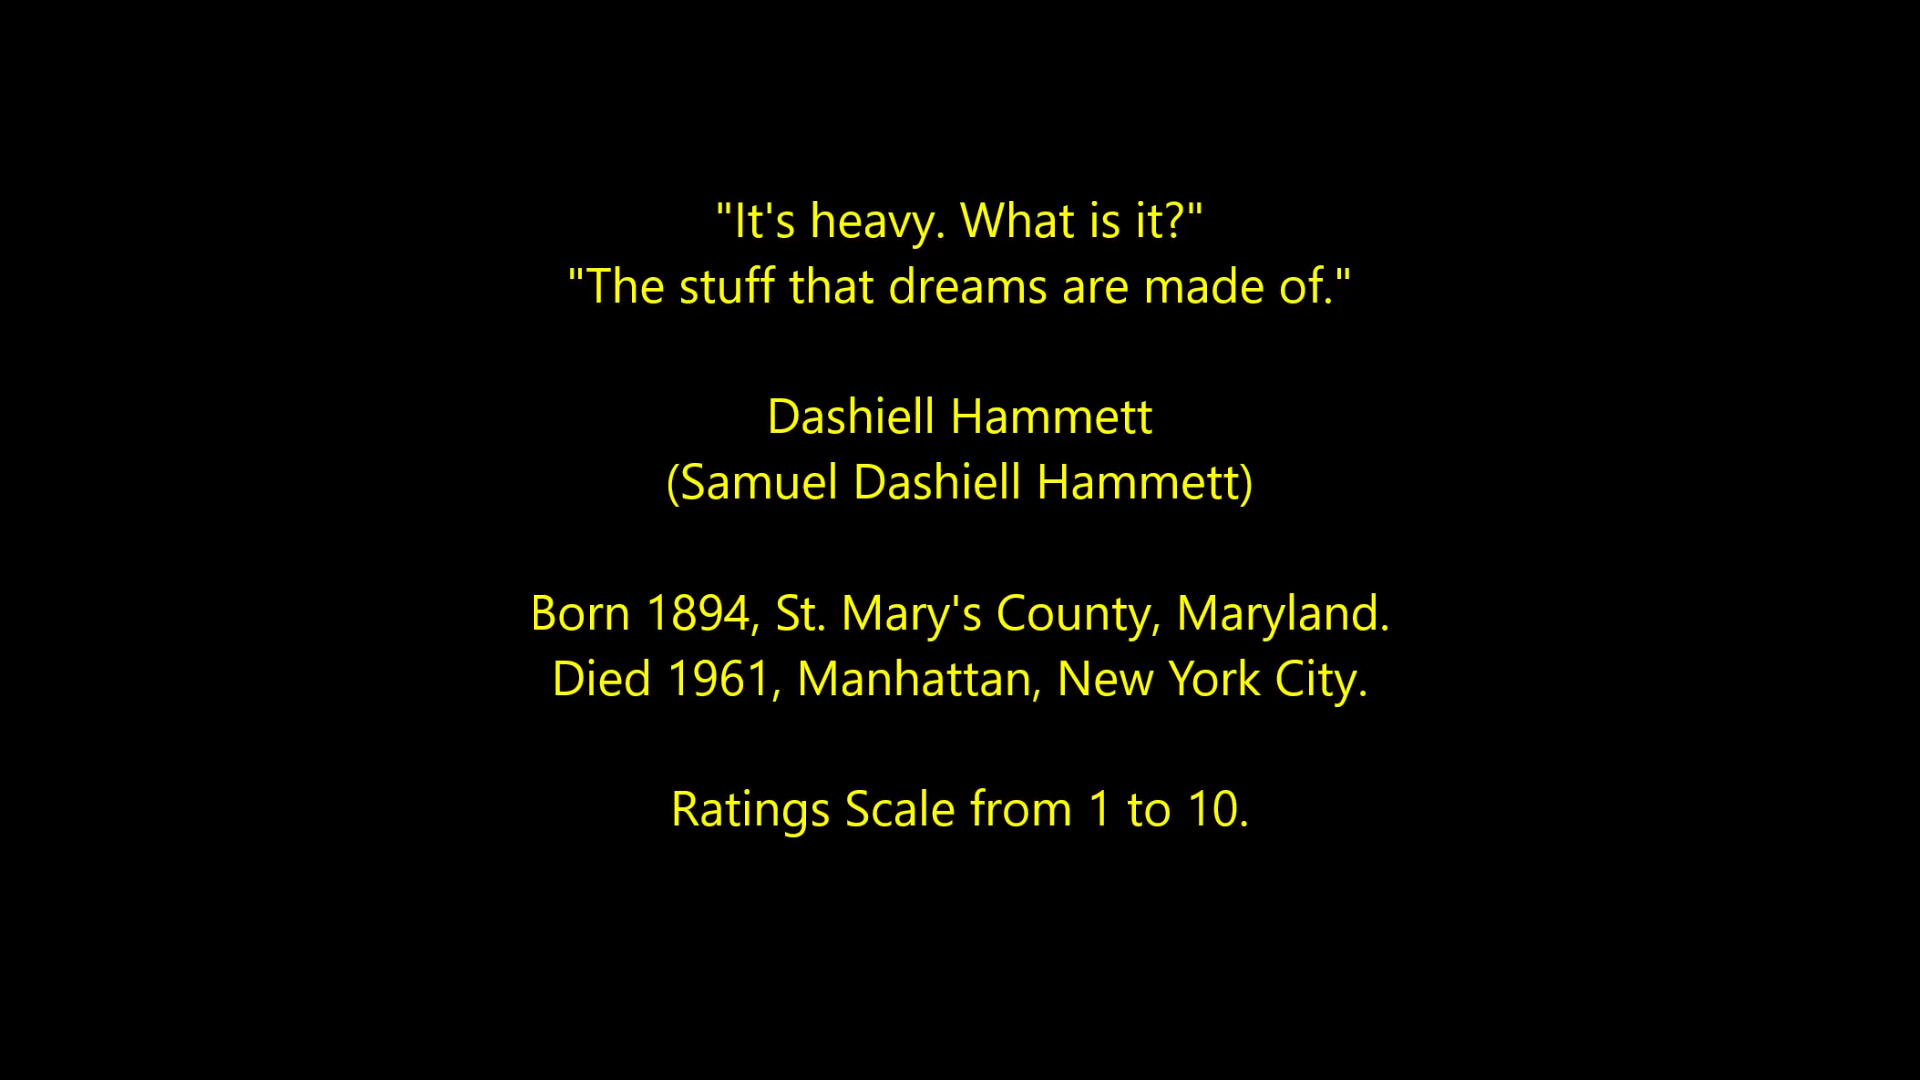 "It's heavy. What is it?"
"The stuff that dreams are made of."
Dashiell Hammett
(Samuel Dashiell Hammett)
Born 1894, St. Mary's County, Maryland.
Died 1961, Manhattan, New York City.
Ratings Scale from 1 to 10.